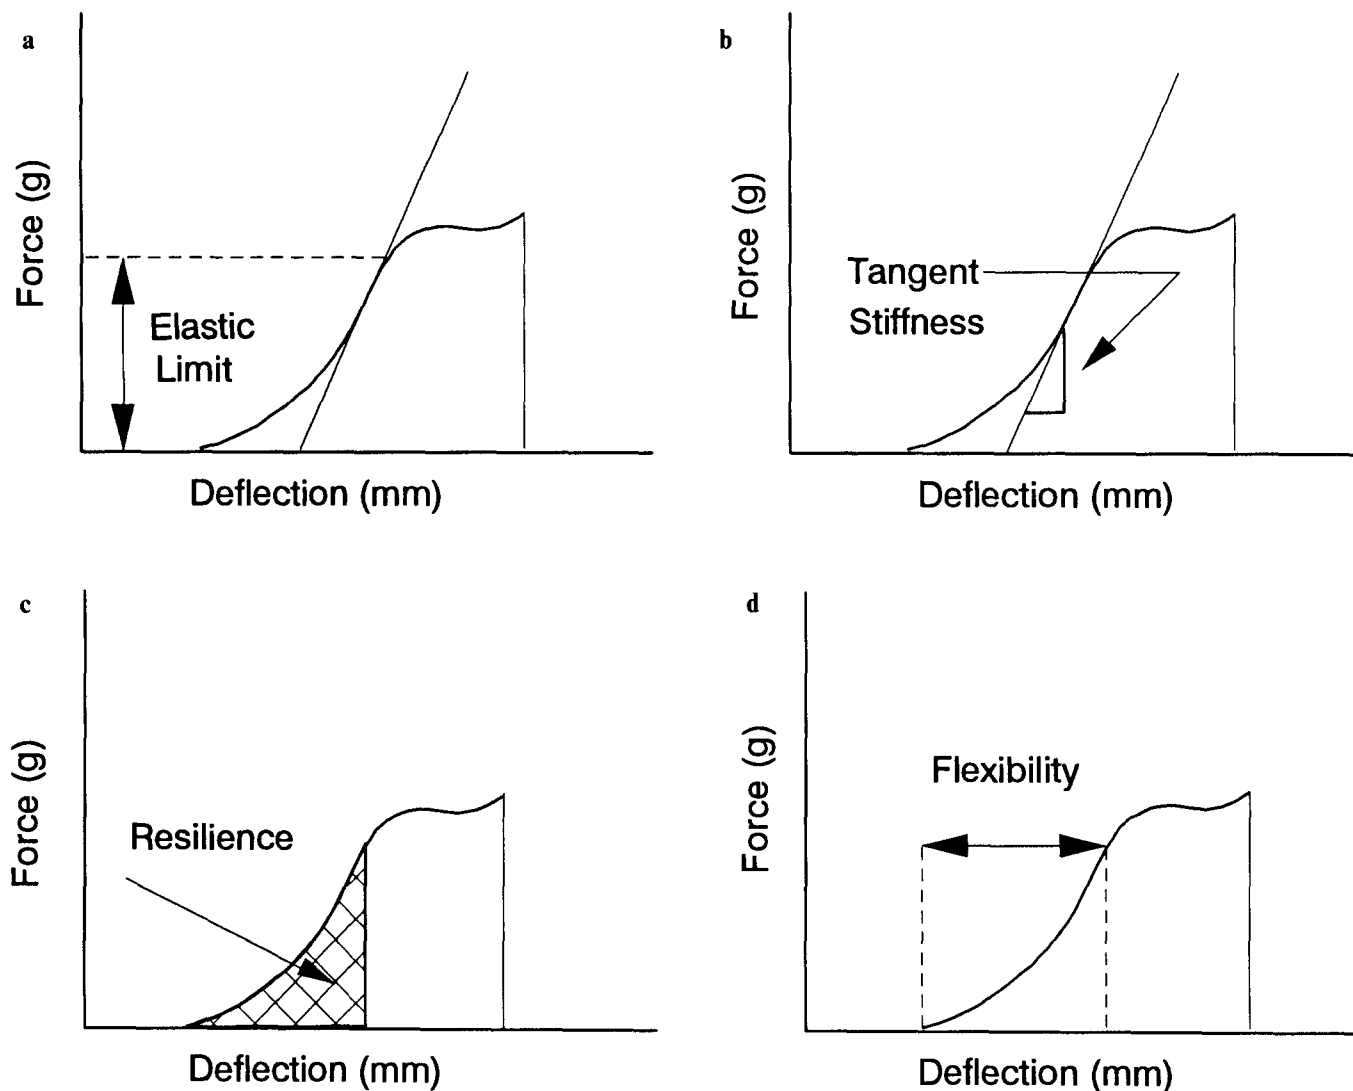 a
Force (g)
Elastic
Limit
Deflection (mm)
b
Force (g)
Tangent
Stiffness
Deflection (mm)
c
Force (g)
Resilience
Deflection (mm)
d
Force (g)
Flexibility
Deflection (mm)